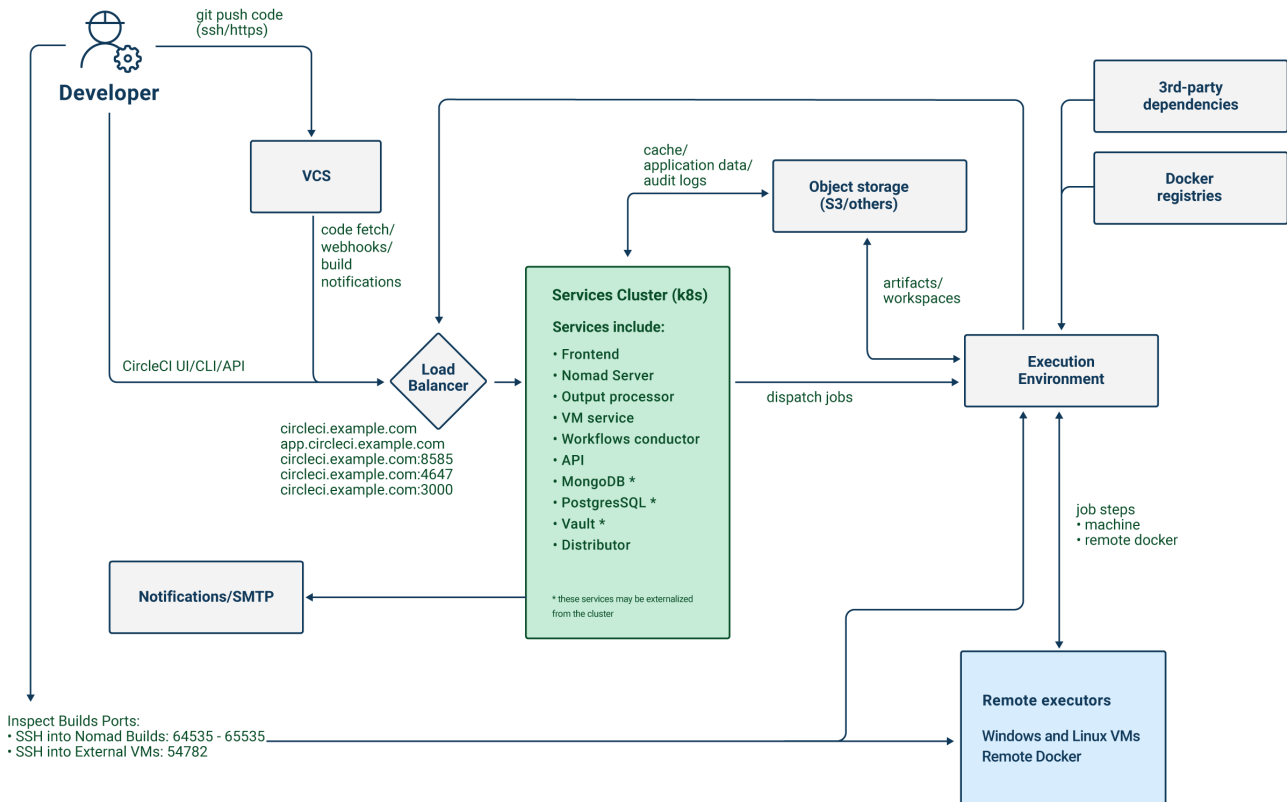 git push code
(ssh/https)
Developer
VCS
3rd-party
dependencies
cache/
application data/
audit logs
Object storage
(S3/others)
Docker
registries
code fetch/
webhooks/
build
notifications
artifacts/
workspaces
Services Cluster (k8s)
Services include:
• Frontend
• Nomad Server
• Output processor
• VM service
• Workflows conductor
• API
• MongoDB *
• PostgresSQL *
• Vault *
• Distributor
* these services may be externalized
from the cluster
CircleCI UI/CLI/API
Load
Balancer
circleci.example.com
app.circleci.example.com
circleci.example.com:8585
circleci.example.com:4647
circleci.example.com:3000
dispatch jobs
Execution
Environment
job steps
• machine
• remote docker
Notifications/SMTP
Inspect Builds Ports:
• SSH into Nomad Builds: 64535 - 65535
• SSH into External VMs: 54782
Remote executors
Windows and Linux VMs
Remote Docker